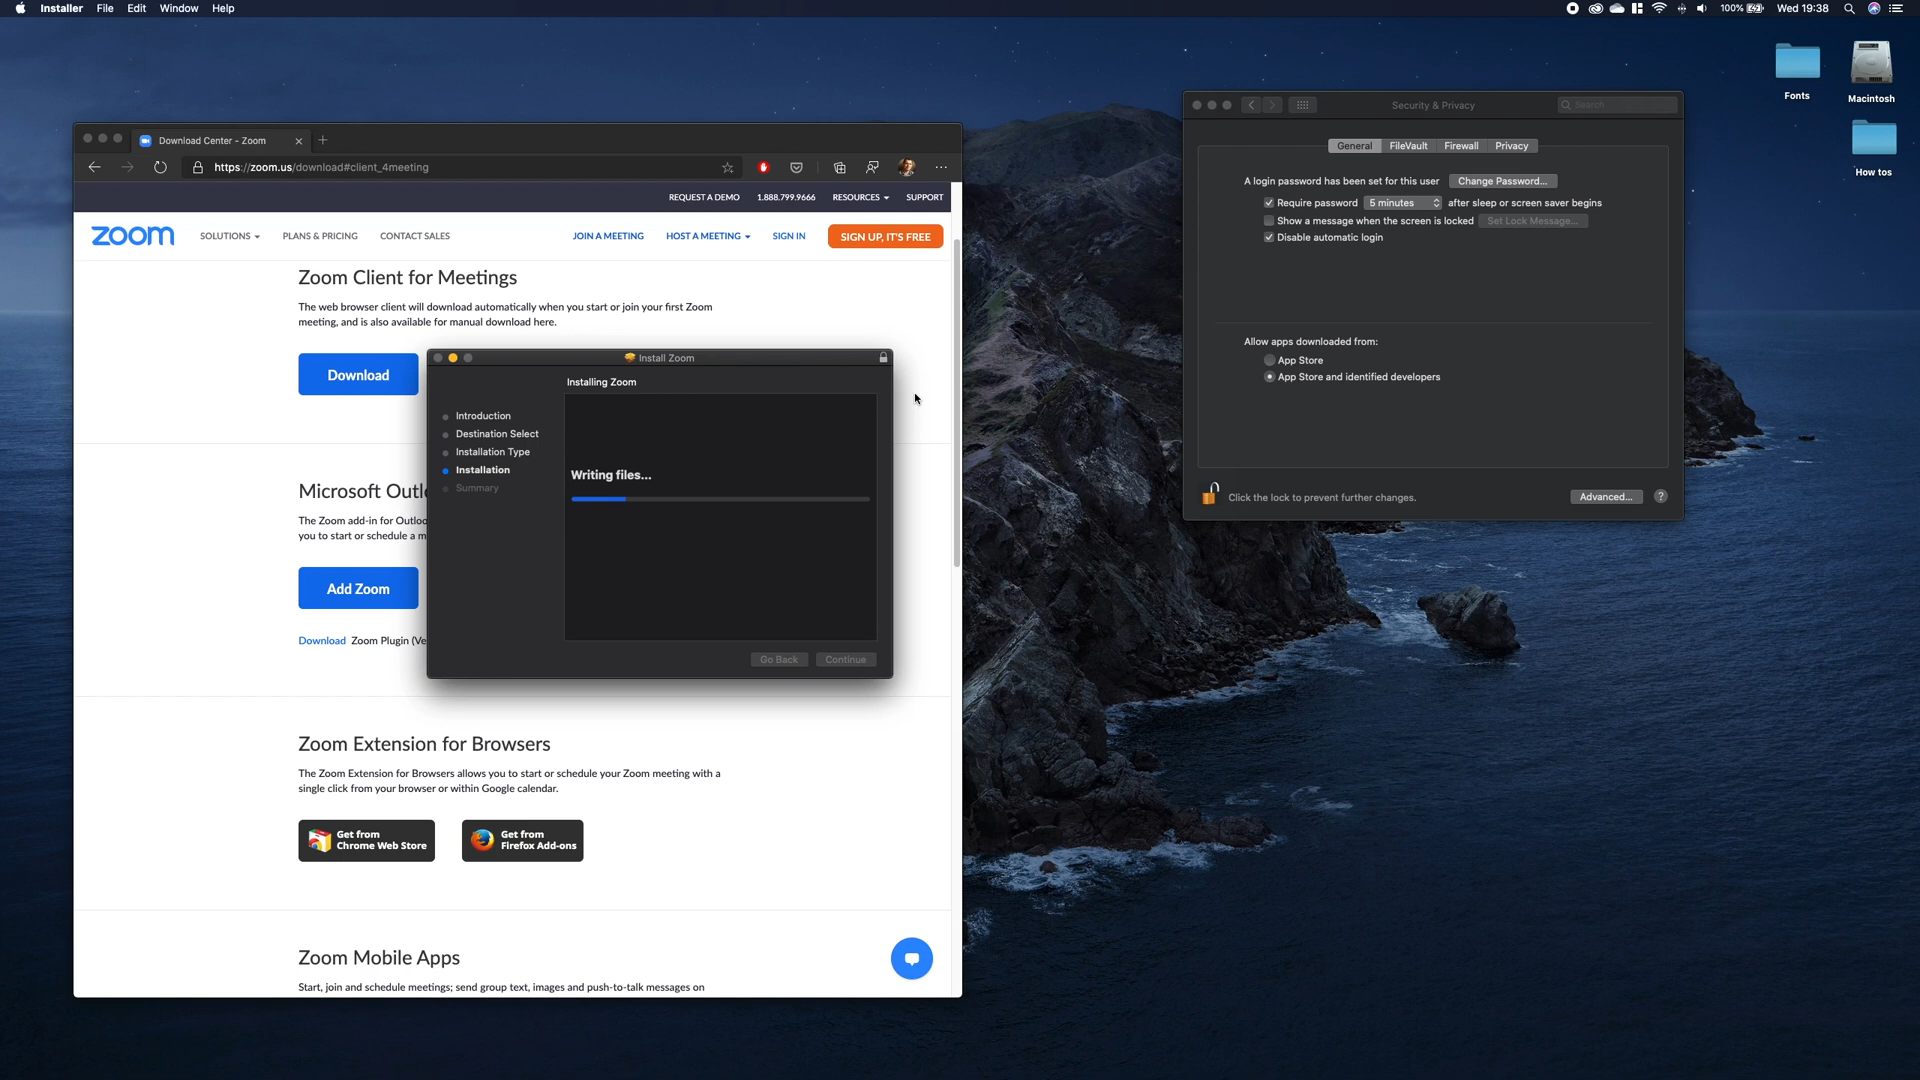 Installer File Edit Window Help
100% Wed 19:38
Fonts
Macintosh
How tos
Download Center - Zoom
https://zoom.us/download#client_4meeting
REQUEST A DEMO 1.888.799.9666 RESOURCES SUPPORT
zoom SOLUTIONS PLANS & PRICING CONTACT SALES JOIN A MEETING HOST A MEETING SIGN IN SIGN UP, IT'S FREE
Zoom Client for Meetings
The web browser client will download automatically when you start or join your first Zoom
meeting, and is also available for manual download here.
Download
Microsoft Outl
The Zoom add-in for Outloo
you to start or schedule a m
Add Zoom
Download Zoom Plugin (Ve
Zoom Extension for Browsers
The Zoom Extension for Browsers allows you to start or schedule your Zoom meeting with a
single click from your browser or within Google calendar.
Get from
Chrome Web Store
Get from
Firefox Add-ons
Zoom Mobile Apps
Start, join and schedule meetings; send group text, images and push-to-talk messages on
Install Zoom
Installing Zoom
Introduction
Destination Select
Installation Type
Installation
Summary
Writing files...
Go Back Continue
Security & Privacy
Search
General FileVault Firewall Privacy
A login password has been set for this user Change Password...
Require password 5 minutes after sleep or screen saver begins
Show a message when the screen is locked Set Lock Message...
Disable automatic login
Allow apps downloaded from:
App Store
App Store and identified developers
Click the lock to prevent further changes.
Advanced... ?